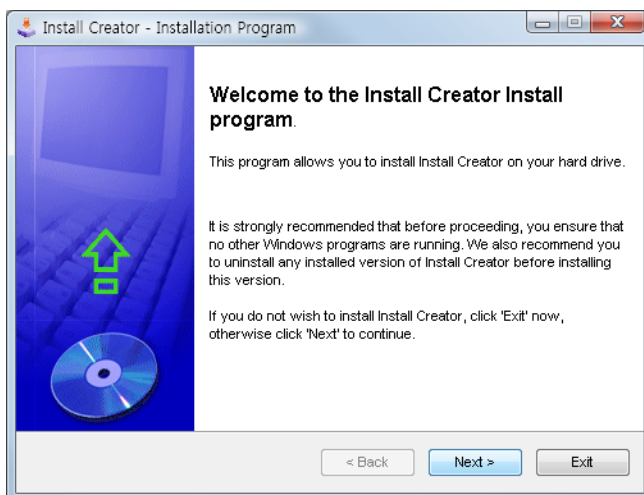 Install Creator - Installation Program
Welcome to the Install Creator Install
program.
This program allows you to install Install Creator on your hard drive.
It is strongly recommended that before proceeding, you ensure that
no other Windows programs are running. We also recommend you
to uninstall any installed version of Install Creator before installing
this version.
If you do not wish to install Install Creator, click 'Exit' now,
otherwise click 'Next' to continue.
< Back
Next >
Exit